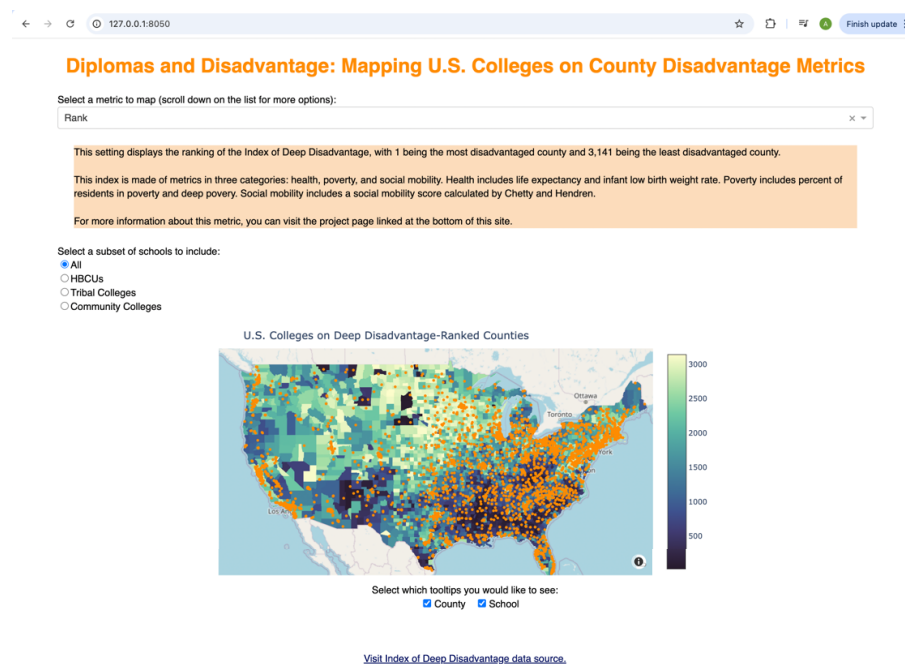 127.0.0.1:8050
A
Finish update
Diplomas and Disadvantage: Mapping U.S. Colleges on County Disadvantage Metrics
Select a metric to map (scroll down on the list for more options):
Rank
This setting displays the ranking of the Index of Deep Disadvantage, with 1 being the most disadvantaged county and 3,141 being the least disadvantaged county.
This index is made of metrics in three categories: health, poverty, and social mobility. Health includes life expectancy and infant low birth weight rate. Poverty includes percent of
residents in poverty and deep povery. Social mobility includes a social mobility score calculated by Chetty and Hendren.
For more information about this metric, you can visit the project page linked at the bottom of this site.
Select a subset of schools to include:
All
HBCUs
Tribal Colleges
Community Colleges
U.S. Colleges on Deep Disadvantage-Ranked Counties
3000
Ottawa
2500
Toronto
2000
York
1500
1000
Los An
500
Select which tooltips you would like to see:
County School
Visit Index of Deep Disadvantage data source.